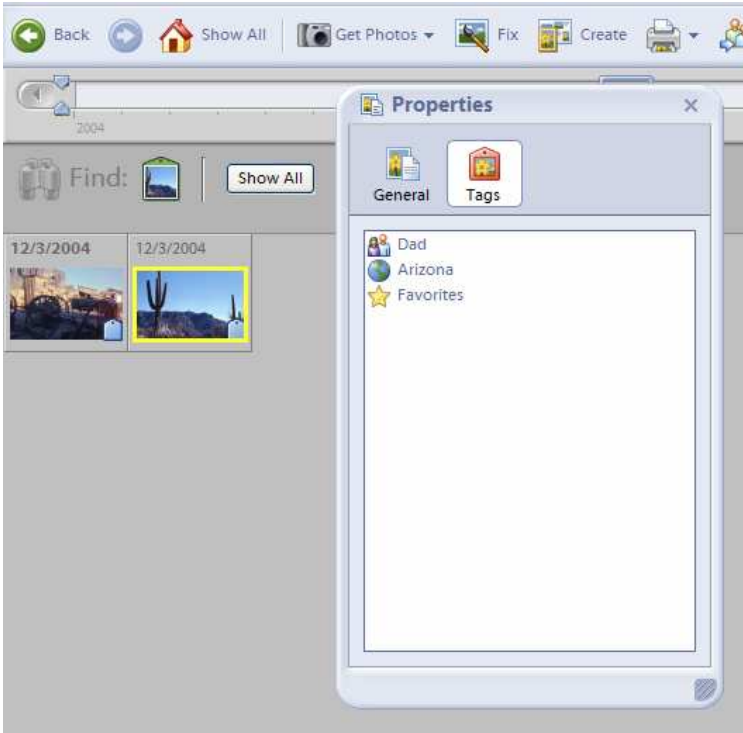 Back Show All Get Photos Fix Create
2004
Properties
General Tags
Find: Show All
Dad
Arizona
Favorites
12/3/2004 12/3/2004